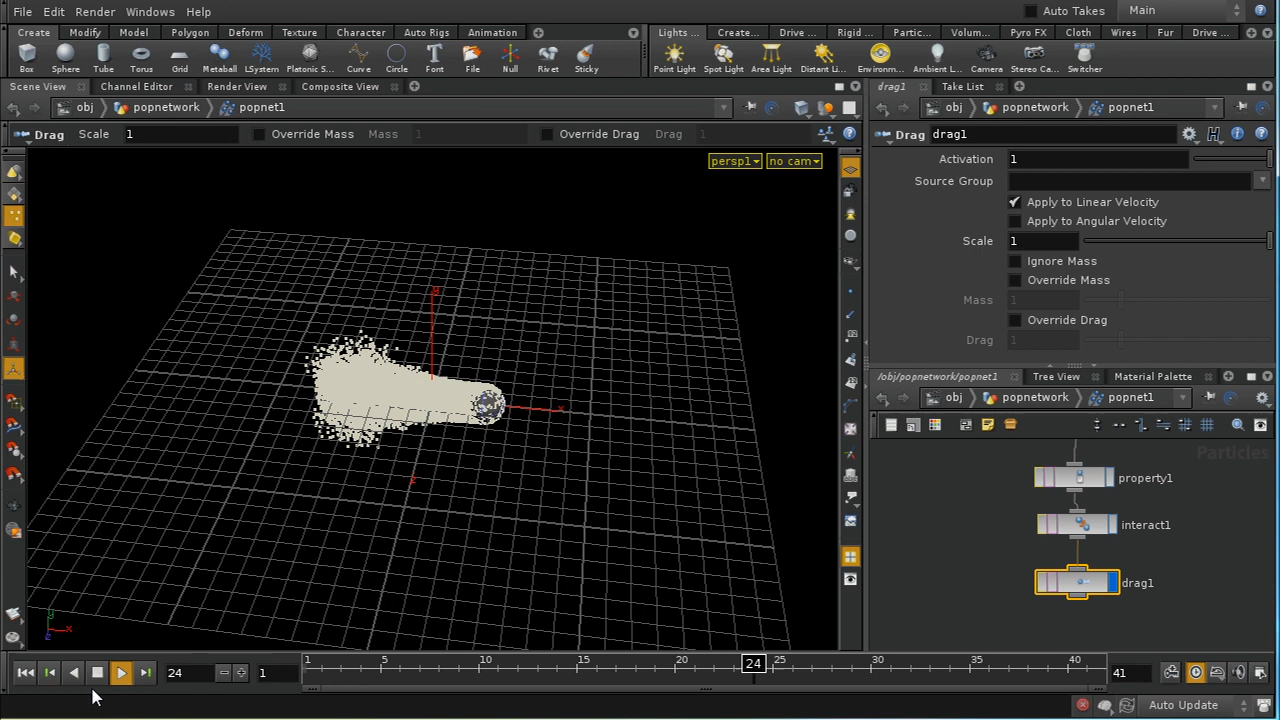 File Edit Render Windows Help Auto Takes Main
Create Modify Model Polygon Deform Texture Character Auto Rigs Animation Lights ... Create... Drive ... Rigid ... Partic... Volum... Pyro FX Cloth Wires Fur Drive ...
Box Sphere Tube Torus Grid Metaball LSystem Platonic S... Curve Circle Font File Null Rivet Sticky Point Light Spot Light Area Light Distant Li... Environm... Ambient L... Camera Stereo Ca... Switcher
Scene View Channel Editor Render View Composite View drag1 Take List
obj popnetwork popnet1 obj popnetwork popnet1
Drag Scale 1 Override Mass Mass 1 Override Drag Drag 1 Drag drag1
persp1 no cam
Activation 1
Source Group
Apply to Linear Velocity
Apply to Angular Velocity
Scale 1
Ignore Mass
Override Mass
Mass 1
Override Drag
Drag 1
y
x
z
/obj/popnetwork/popnet1 Tree View Material Palette
obj popnetwork popnet1
Particles
property1
interact1
drag1
y
x
z
24 1 1 5 10 15 20 24 25 30 35 40 41
Auto Update